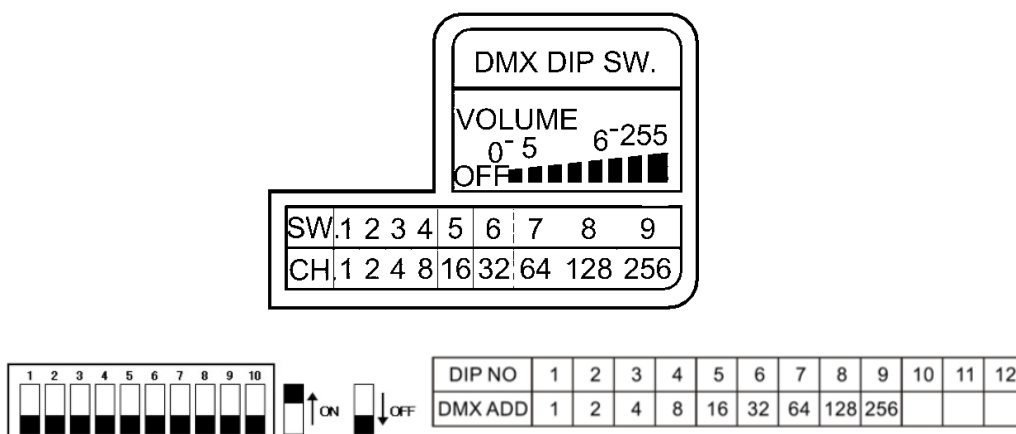 DMX DIP SW.
VOLUME
0-5 6-255
OFF
SW. 1 2 3 4 5 6 7 8 9
CH. 1 2 4 8 16 32 64 128 256
1 2 3 4 5 6 7 8 9 10
ON OFF
DIP NO 1 2 3 4 5 6 7 8 9 10 11 12
DMX ADD 1 2 4 8 16 32 64 128 256